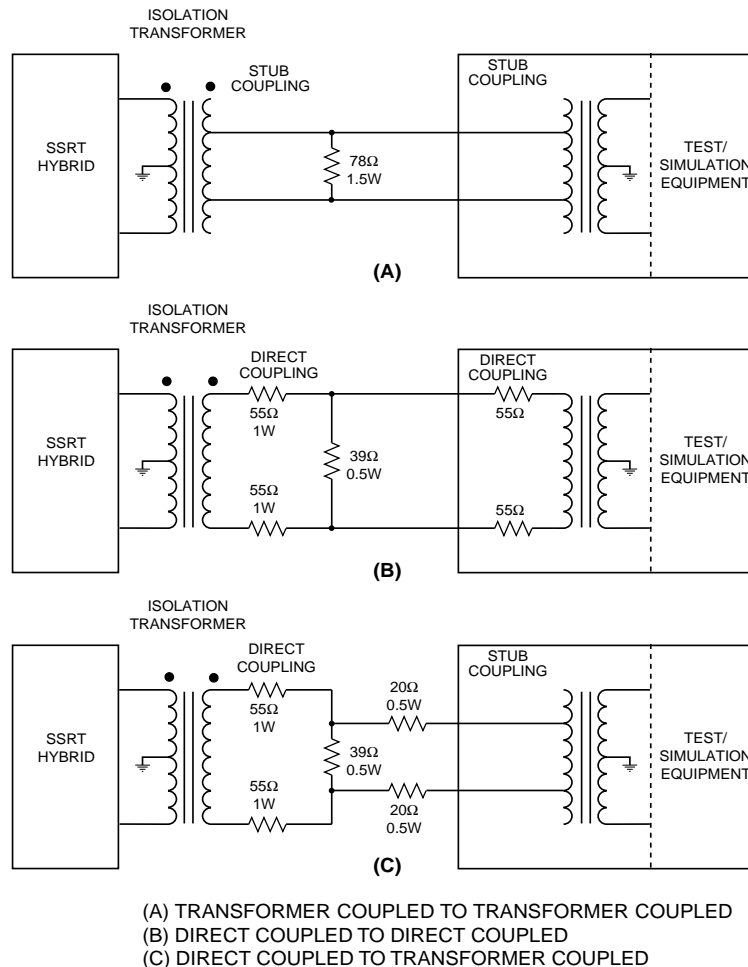 ISOLATION
TRANSFORMER
STUB
COUPLING
STUB
COUPLING
SSRT
HYBRID
78Ω
1.5W
TEST/
SIMULATION
EQUIPMENT
(A)
ISOLATION
TRANSFORMER
DIRECT
COUPLING
DIRECT
COUPLING
55Ω
1W
55Ω
SSRT
HYBRID
39Ω
0.5W
TEST/
SIMULATION
EQUIPMENT
55Ω
1W
55Ω
(B)
ISOLATION
TRANSFORMER
DIRECT
COUPLING
STUB
COUPLING
20Ω
0.5W
55Ω
1W
SSRT
HYBRID
39Ω
0.5W
TEST/
SIMULATION
EQUIPMENT
55Ω
1W
20Ω
0.5W
(C)
(A) TRANSFORMER COUPLED TO TRANSFORMER COUPLED
(B) DIRECT COUPLED TO DIRECT COUPLED
(C) DIRECT COUPLED TO TRANSFORMER COUPLED